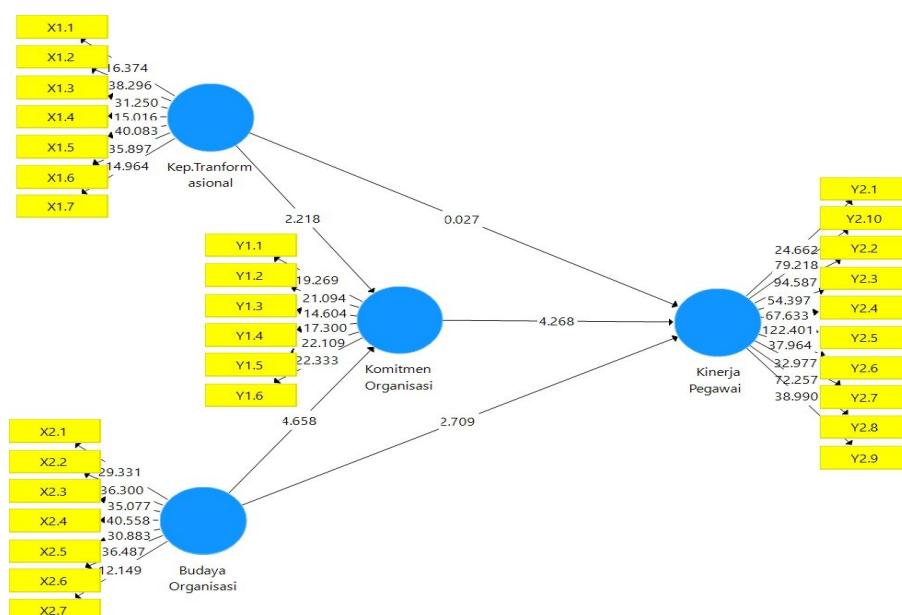 X1.1
X1.2
X1.3
X1.4
X1.5
X1.6
X1.7
16.374
38.296
31.250
15.016
40.083
35.897
14.964
Kep.Tranform
asional
2.218
0.027
Y1.1
Y1.2
Y1.3
Y1.4
Y1.5
Y1.6
19.269
21.094
14.604
17.300
22.109
22.333
Komitmen
Organisasi
4.268
4.658
2.709
X2.1
X2.2
X2.3
X2.4
X2.5
X2.6
X2.7
29.331
36.300
35.077
40.558
30.883
36.487
12.149
Budaya
Organisasi
Kinerja
Pegawai
24.662
79.218
94.587
54.397
67.633
122.401
37.964
32.977
72.257
38.990
Y2.1
Y2.10
Y2.2
Y2.3
Y2.4
Y2.5
Y2.6
Y2.7
Y2.8
Y2.9